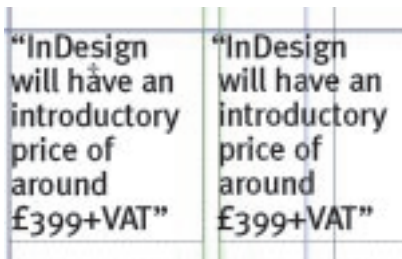 “InDesign
will have an
introductory
price of
around
£399+VAT”
“InDesign
will have an
introductory
price of
around
£399+VAT”